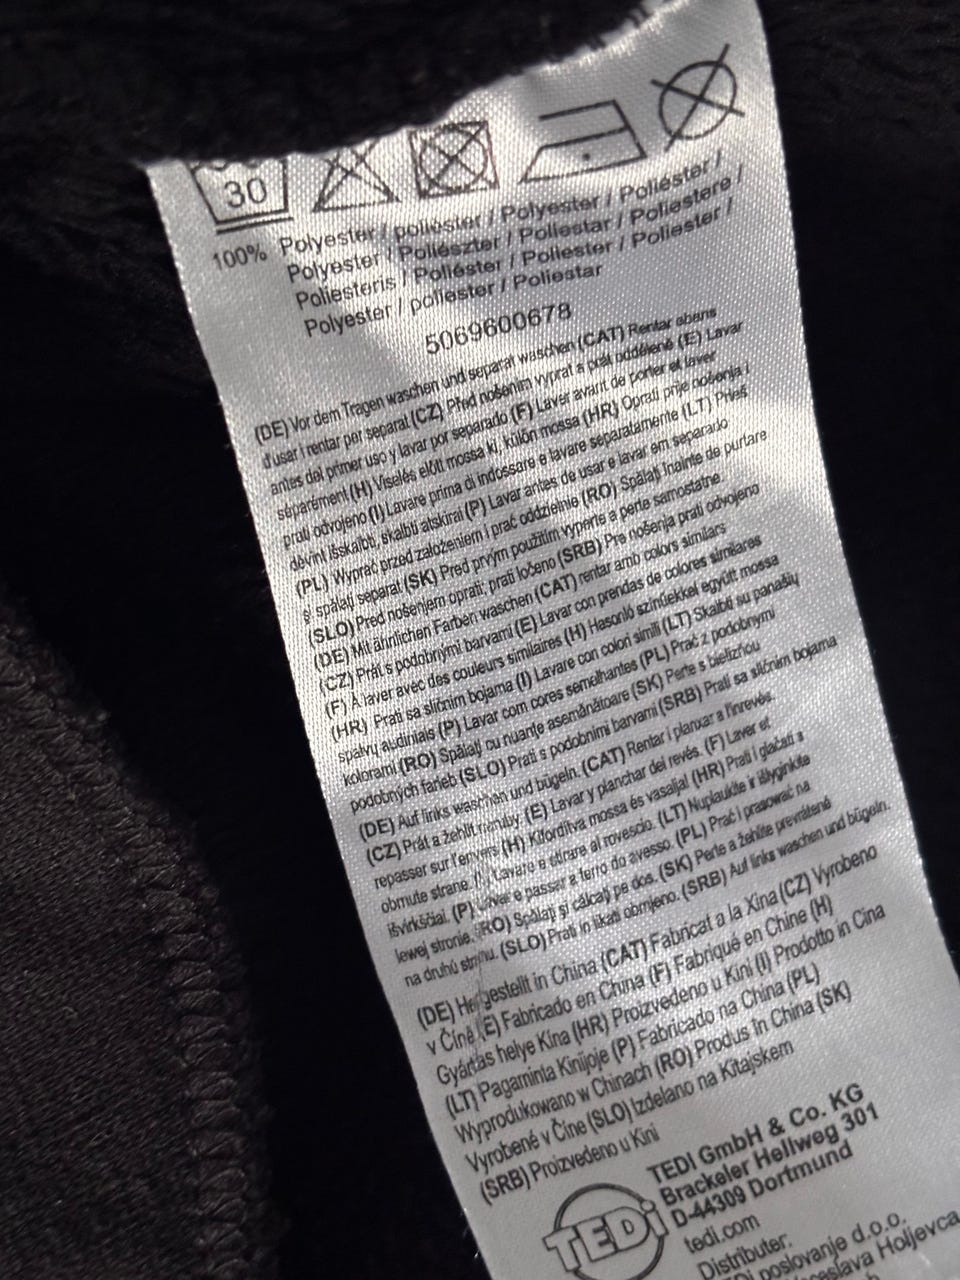 30
100% Polyester / poliéster / Polyester / Poliéster /
Polyester / Poliészter / Poliestar / Poliestere /
Poliesteris / Poliéster / Poliester / Poliester /
Polyester / poliester / Poliestar
5069600678
(DE) Vor dem Tragen waschen und separat waschen (CAT) Rentar abans
d'usar i rentar per separat (CZ) Před nošením vyprat a prát odděleně (E) Lavar
antes del primer uso y lavar por separado (F) Laver avant de porter et laver
séparément (H) Viselés előtt mossa ki, külön mossa (HR) Oprati prije nošenja i
prati odvojeno (I) Lavare prima di indossare e lavare separatamente (LT) Prieš
dėvint išskalbti, skalbti atskirai (P) Lavar antes de usar e lavar em separado
(PL) Wyprać przed założeniem i prać oddzielnie (RO) Spălați înainte de purtare
și spălați separat (SK) Pred prvým použitím vyperte a perte samostatne
(SLO) Pred nošenjem oprati, prati ločeno (SRB) Pre nošenja prati odvojeno
(DE) Mit ähnlichen Farben waschen (CAT) rentar amb colors similars
(CZ) Prát s podobnými barvami (E) Lavar con prendas de colores similares
(F) À laver avec des couleurs similaires (H) Hasonló színűekkel együtt mossa
(HR) Prati sa sličnim bojama (I) Lavare con colori simili (LT) Skalbti su panašių
spalvų audiniais (P) Lavar com cores semelhantes (PL) Prać z podobnymi
kolorami (RO) Spălați cu nuanțe asemănătoare (SK) Perte s bielizňou
podobných farieb (SLO) Prati s podobnimi barvami (SRB) Prati sa sličnim bojama
(DE) Auf links waschen und bügeln. (CAT) Rentar i planxar a l'inrevés.
(CZ) Prát a žehlit naruby (E) Lavar y planchar del revés. (F) Laver et
repasser sur l'envers (H) Kifordítva mossa és vasalja! (HR) Prati i glačati s
obrnute strane. (I) Lavare e stirare al rovescio. (LT) Nuplaukite ir išlyginkite
išvirkščiai. (P) Lavar e passar a ferro do avesso. (PL) Prać i prasować na
lewej stronie. (RO) Spălați și călcați pe dos. (SK) Perte a žehlite prevrátené
na druhú stranu. (SLO) Prati in likati obrnjeno. (SRB) Auf links waschen und bügeln.
(DE) Hergestellt in China (CAT) Fabricat a la Xina (CZ) Vyrobeno
v Číně (E) Fabricado en China (F) Fabriqué en Chine (H)
Gyártás helye Kína (HR) Proizvedeno u Kini (I) Prodotto in Cina
(LT) Pagaminta Kinijoje (P) Fabricado na China (PL)
Wyprodukowano w Chinach (RO) Produs în China (SK)
Vyrobené v Číne (SLO) Izdelano na Kitajskem
(SRB) Proizvedeno u Kini
TEDi
TEDI GmbH & Co. KG
Brackeler Hellweg 301
D-44309 Dortmund
tedi.com
Distributer:
poslovanje d.o.o.
Holjevca